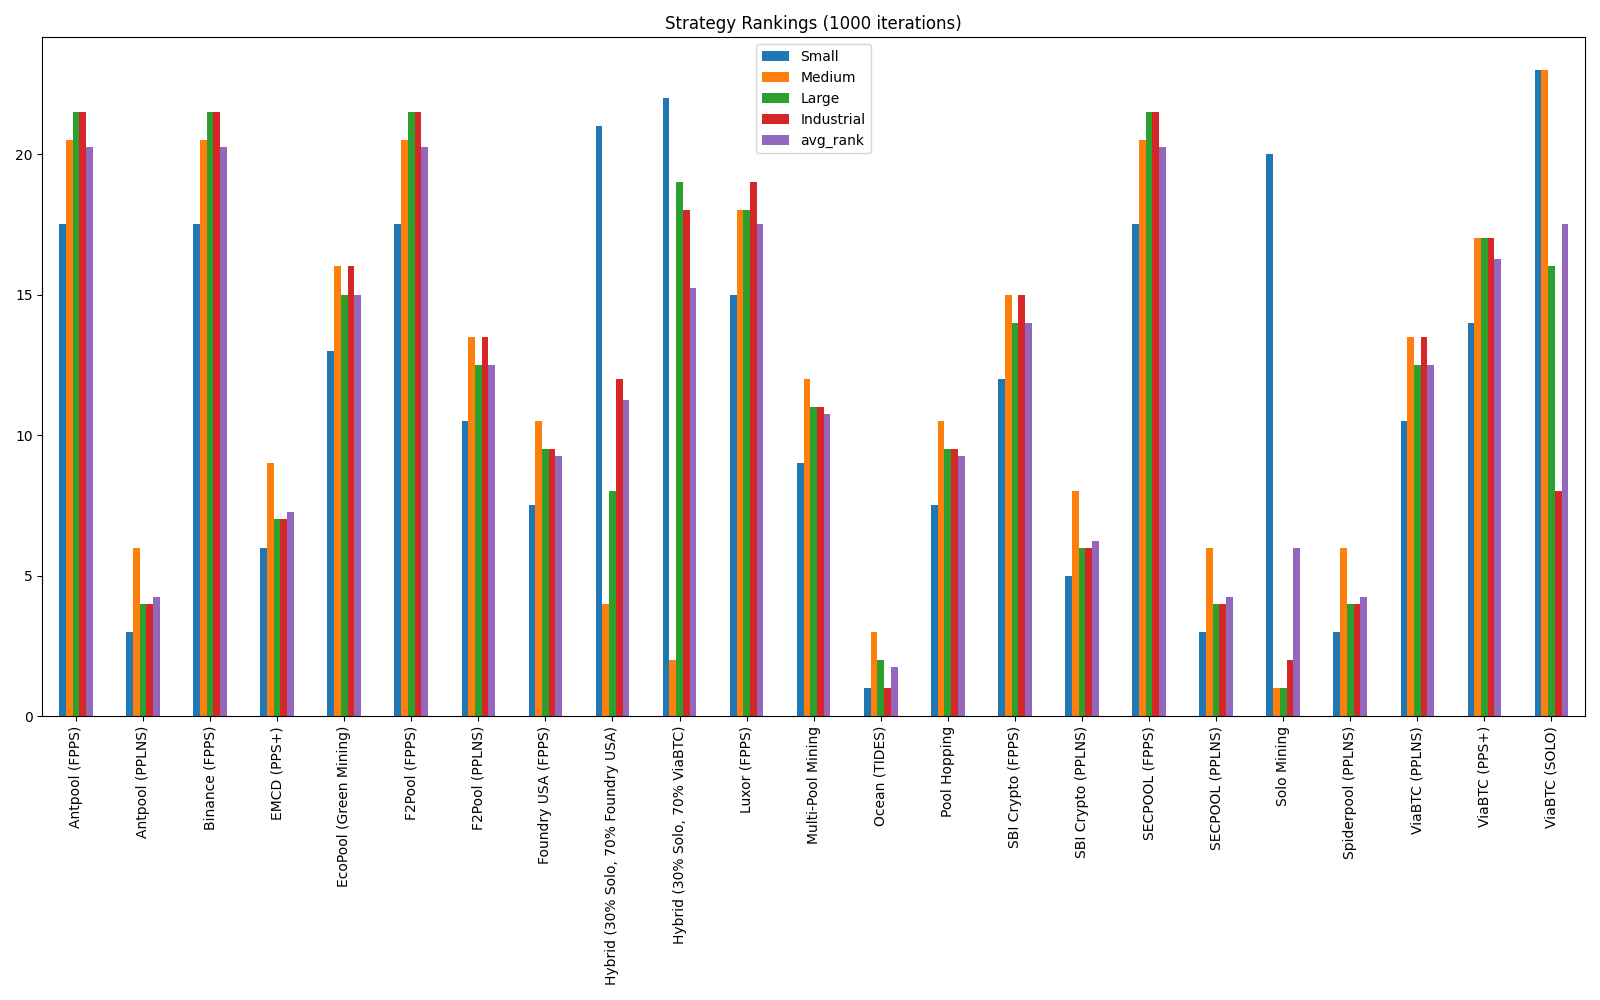 Strategy Rankings (1000 iterations)
Small
Medium
Large
Industrial
avg_rank
20
15
10
5
0
Antpool (FPPS)
Antpool (PPLNS)
Binance (FPPS)
EMCD (PPS+)
EcoPool (Green Mining)
F2Pool (FPPS)
F2Pool (PPLNS)
Foundry USA (FPPS)
Hybrid (30% Solo, 70% Foundry USA)
Hybrid (30% Solo, 70% ViaBTC)
Luxor (FPPS)
Multi-Pool Mining
Ocean (TIDES)
Pool Hopping
SBI Crypto (FPPS)
SBI Crypto (PPLNS)
SECPOOL (FPPS)
SECPOOL (PPLNS)
Solo Mining
Spiderpool (PPLNS)
ViaBTC (PPLNS)
ViaBTC (PPS+)
ViaBTC (SOLO)